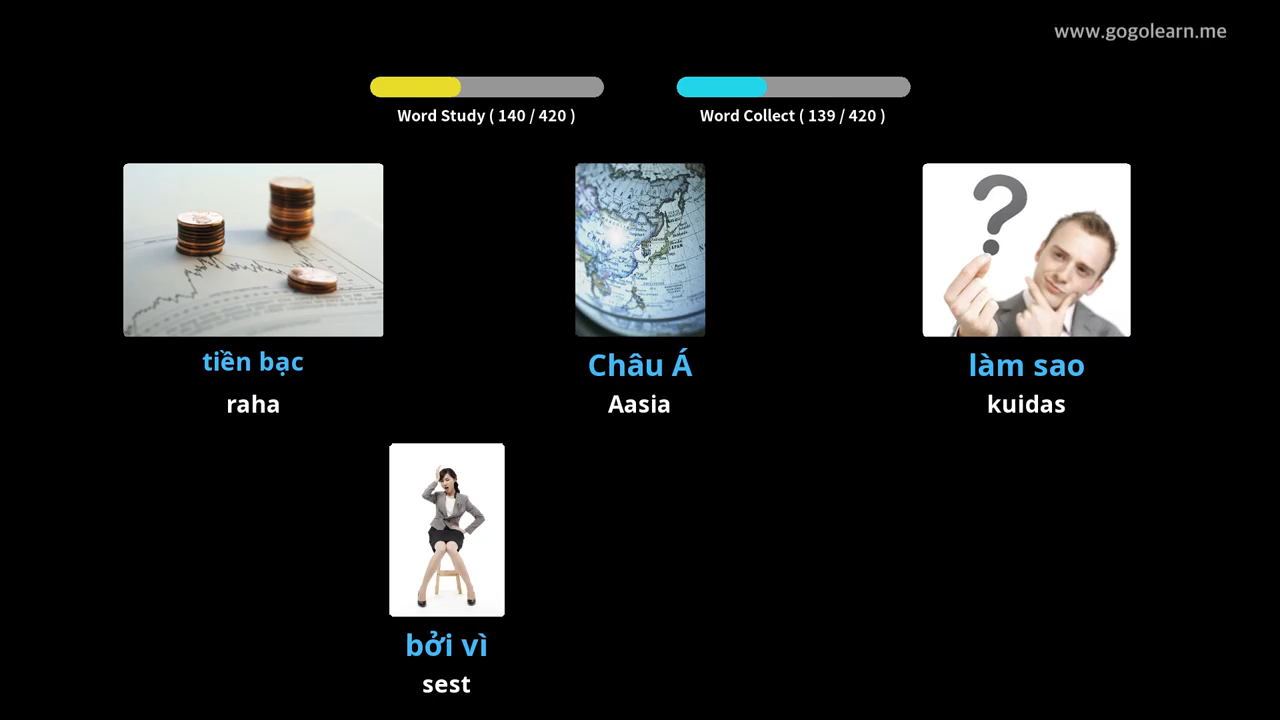 www.gogolearn.me
Word Study ( 140 / 420 )
Word Collect ( 139 / 420 )
tiền bạc
raha
Châu Á
Aasia
làm sao
kuidas
bởi vì
sest